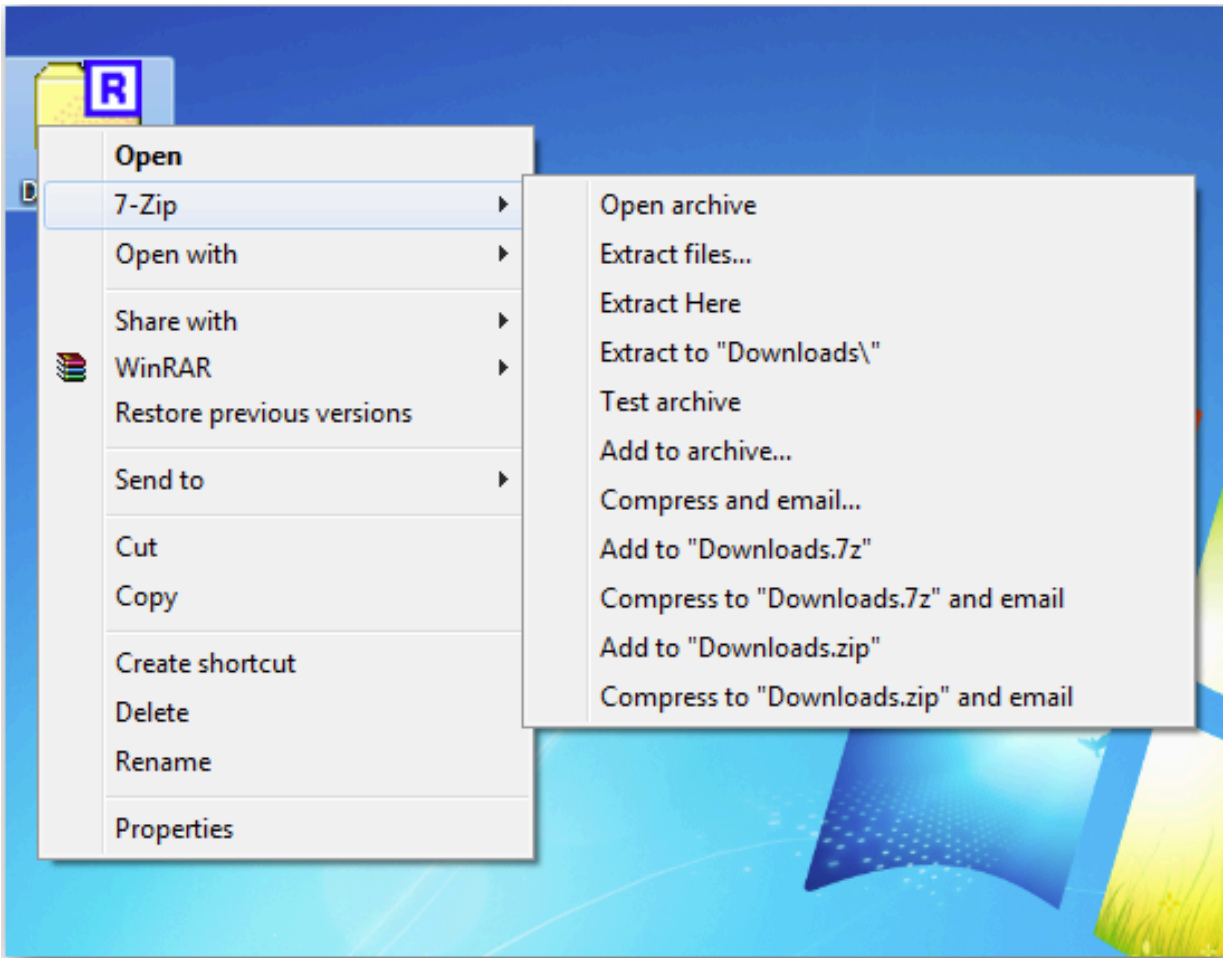 R
Open
7-Zip
Open with
Share with
WinRAR
Restore previous versions
Send to
Cut
Copy
Create shortcut
Delete
Rename
Properties
Open archive
Extract files...
Extract Here
Extract to "Downloads\"
Test archive
Add to archive...
Compress and email...
Add to "Downloads.7z"
Compress to "Downloads.7z" and email
Add to "Downloads.zip"
Compress to "Downloads.zip" and email